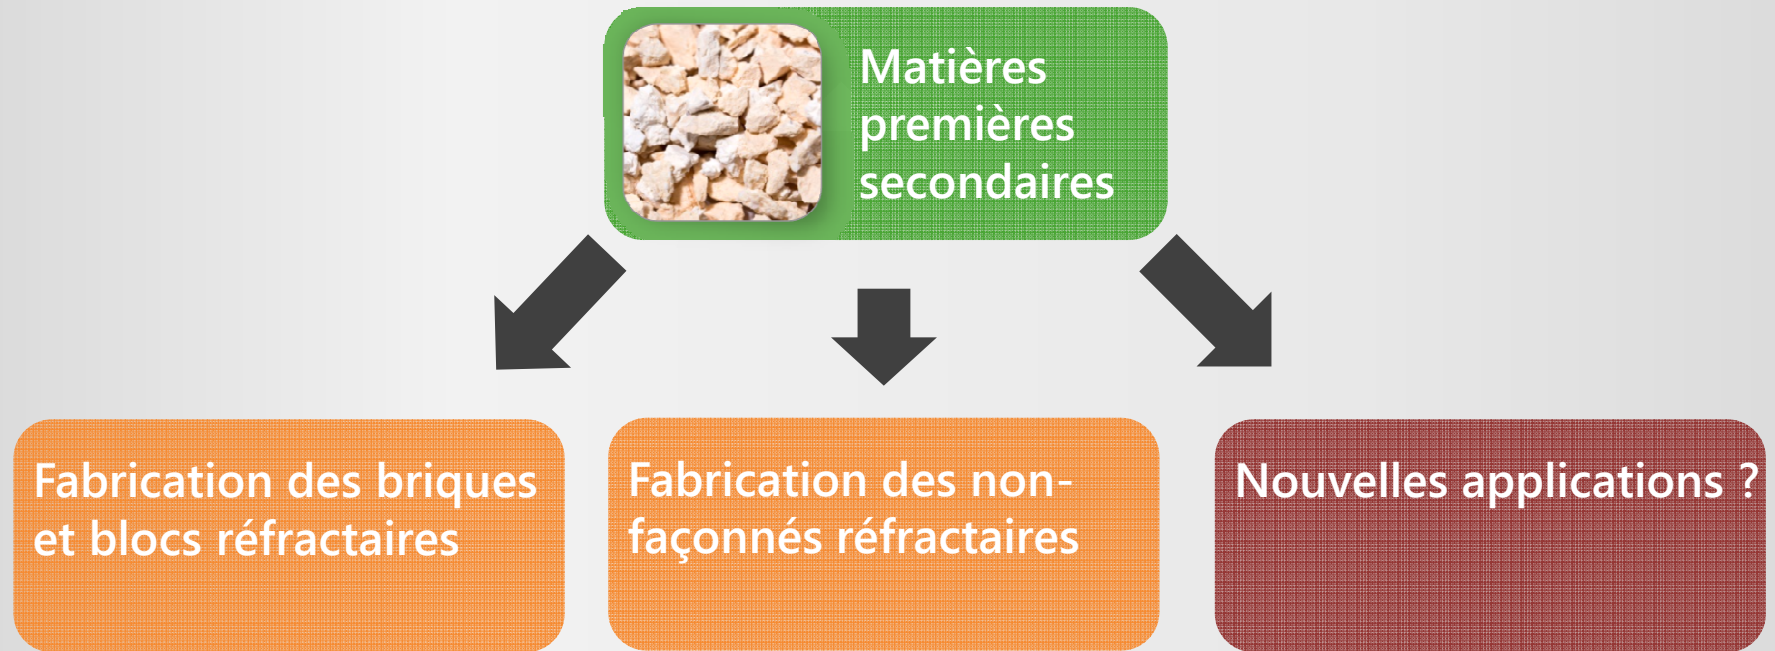 Matières
premières
secondaires
Fabrication des briques
et blocs réfractaires
Fabrication des non-
façonnés réfractaires
Nouvelles applications ?